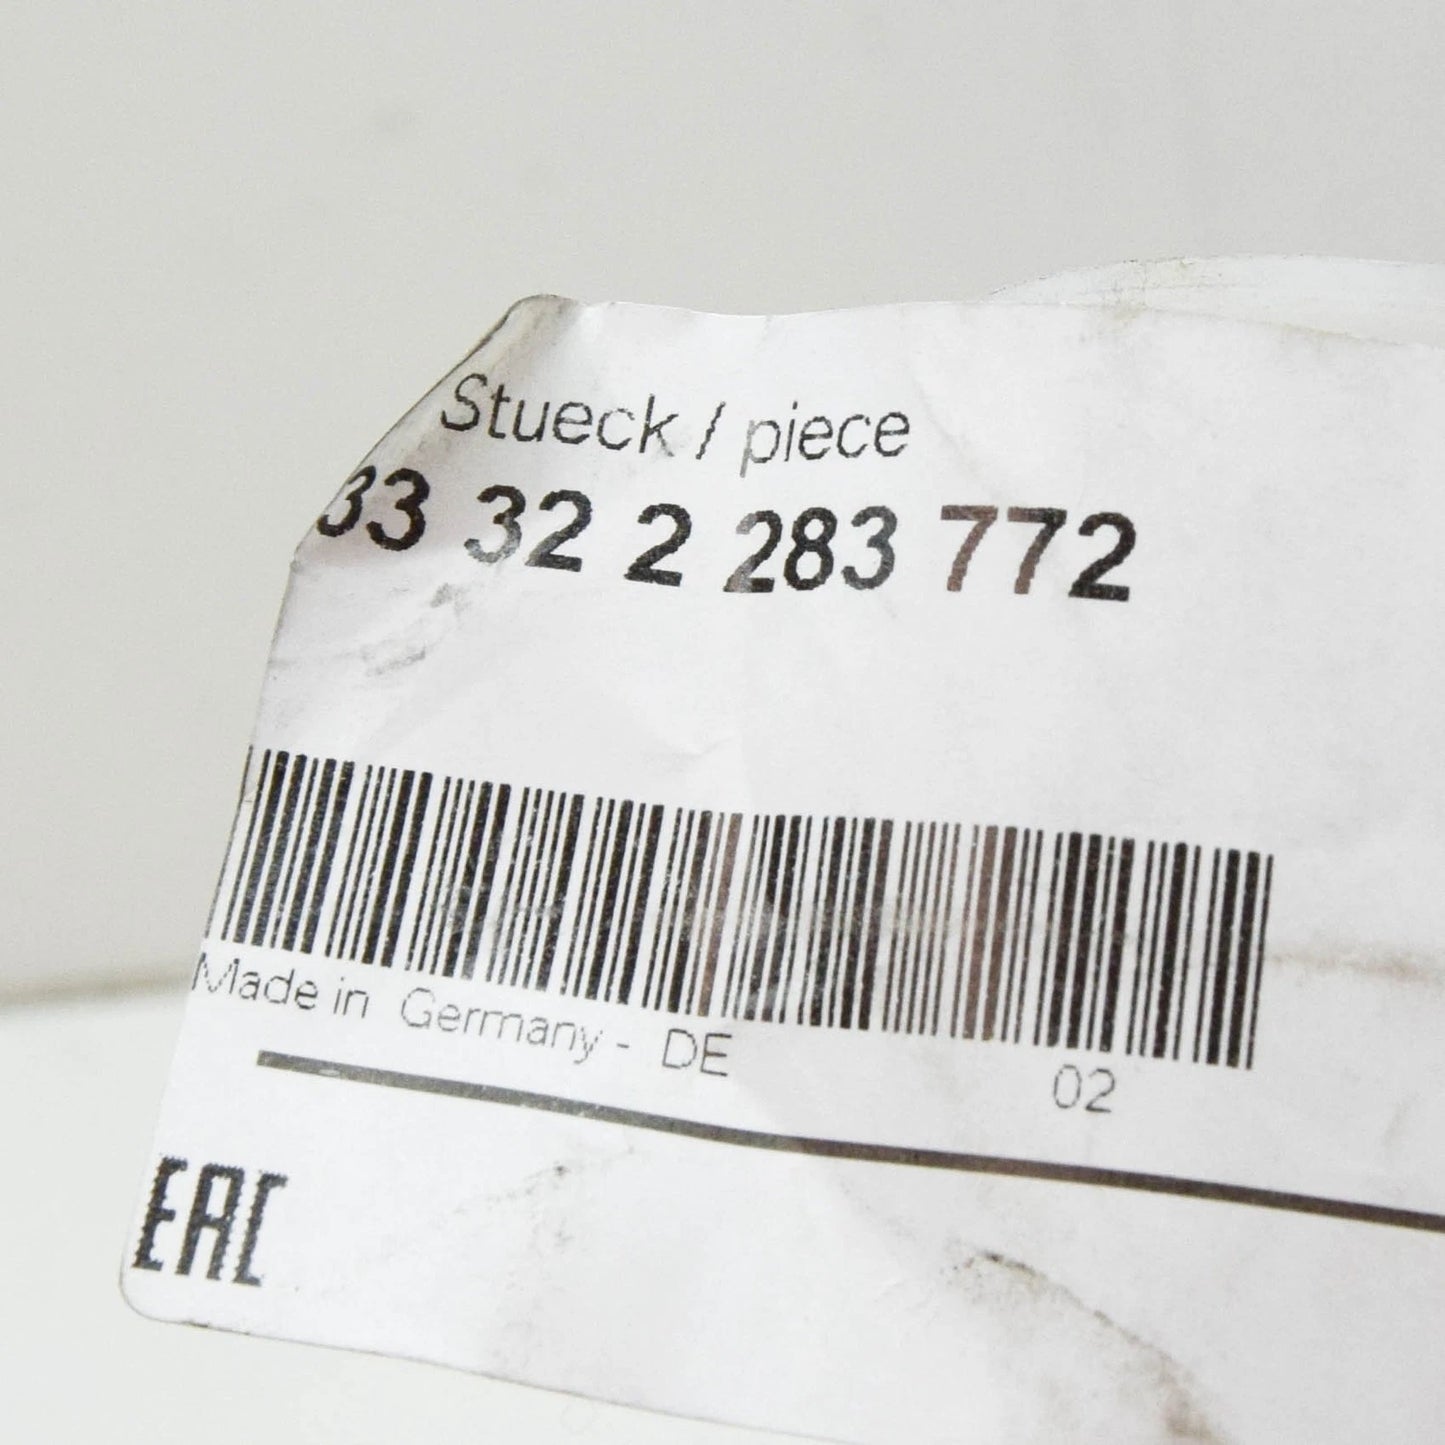 Stueck / piece
33 32 2 283 772
Made in Germany - DE
02
EAC